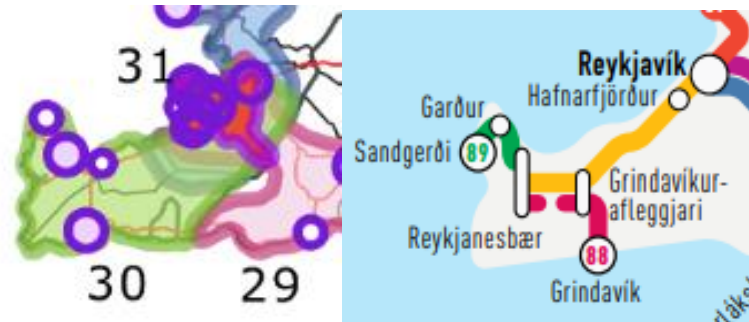 31
30
29
Reykjavík
Hafnarfjörður
Garður
Sandgerði
89
Grindavíkur-
afleggjari
Reykjanesbær
88
Grindavík